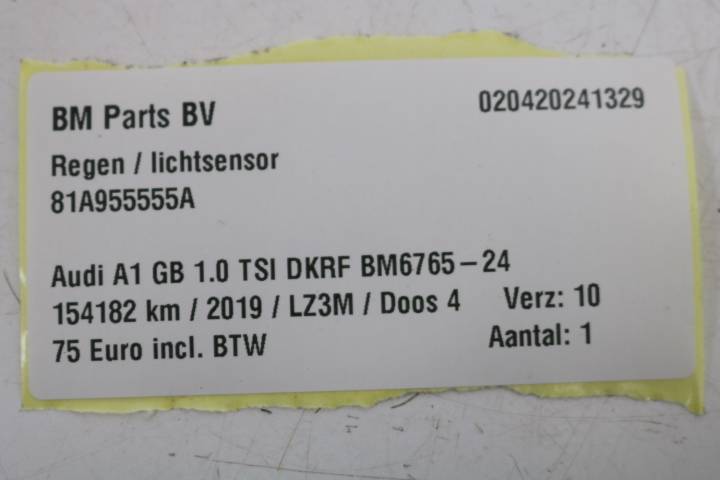 BM Parts BV 020420241329
Regen / lichtsensor
81A955555A
Audi A1 GB 1.0 TSI DKRF BM6765-24
154182 km / 2019 / LZ3M / Doos 4 Verz: 10
75 Euro incl. BTW Aantal: 1